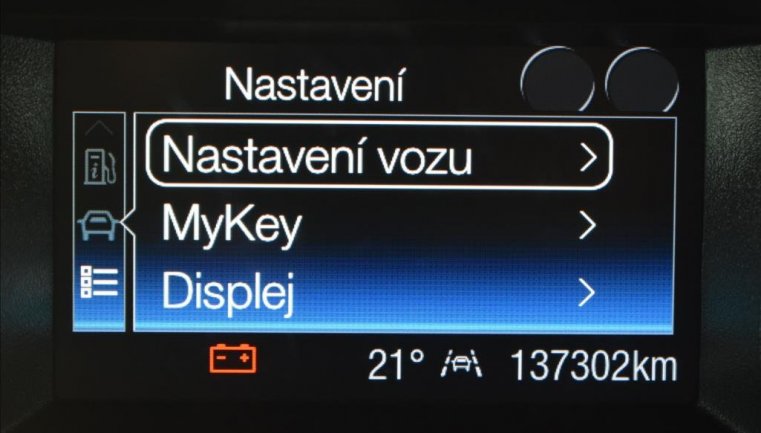 Nastavení
Nastavení vozu
MyKey
Displej
21° 137302km